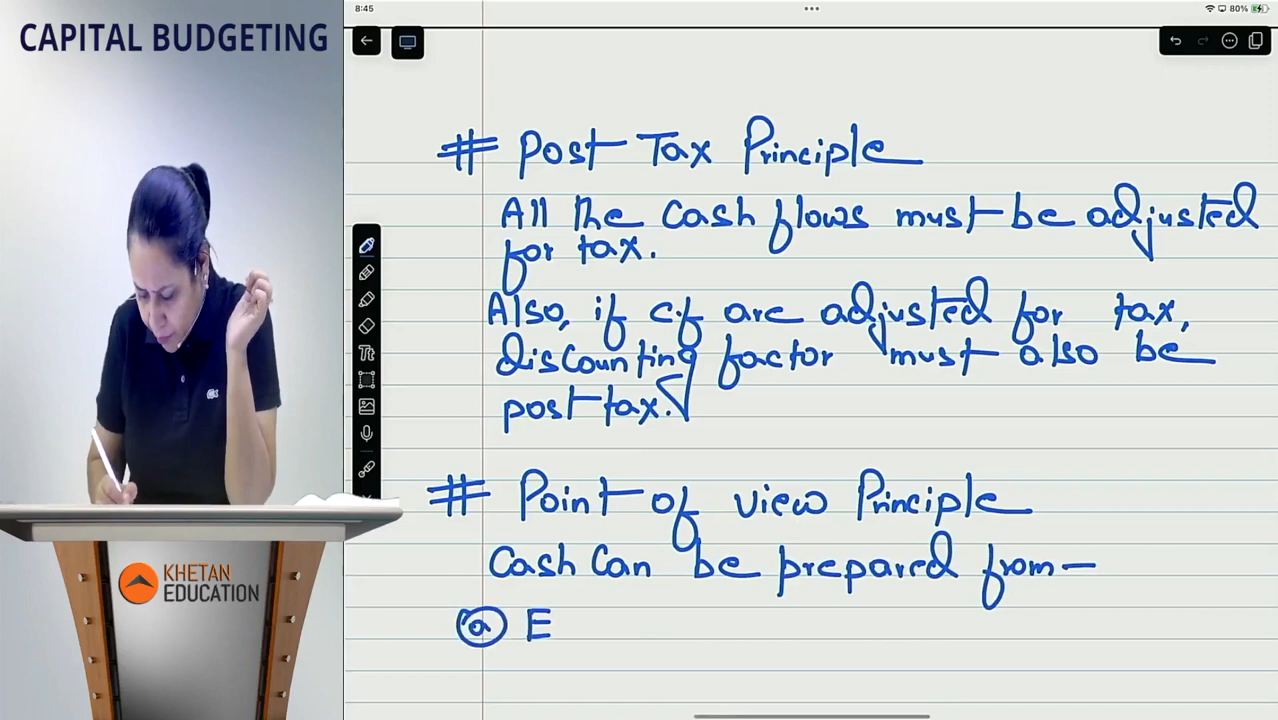 CAPITAL BUDGETING
8:45
80%
# Post Tax Principle
All the cash flows must be adjusted
for tax.
Also, if c.f are adjusted for tax,
discounting factor must also be
post tax.
# Point of view Principle
Cash Can be prepared from-
(a) E
Tt
KHETAN
EDUCATION